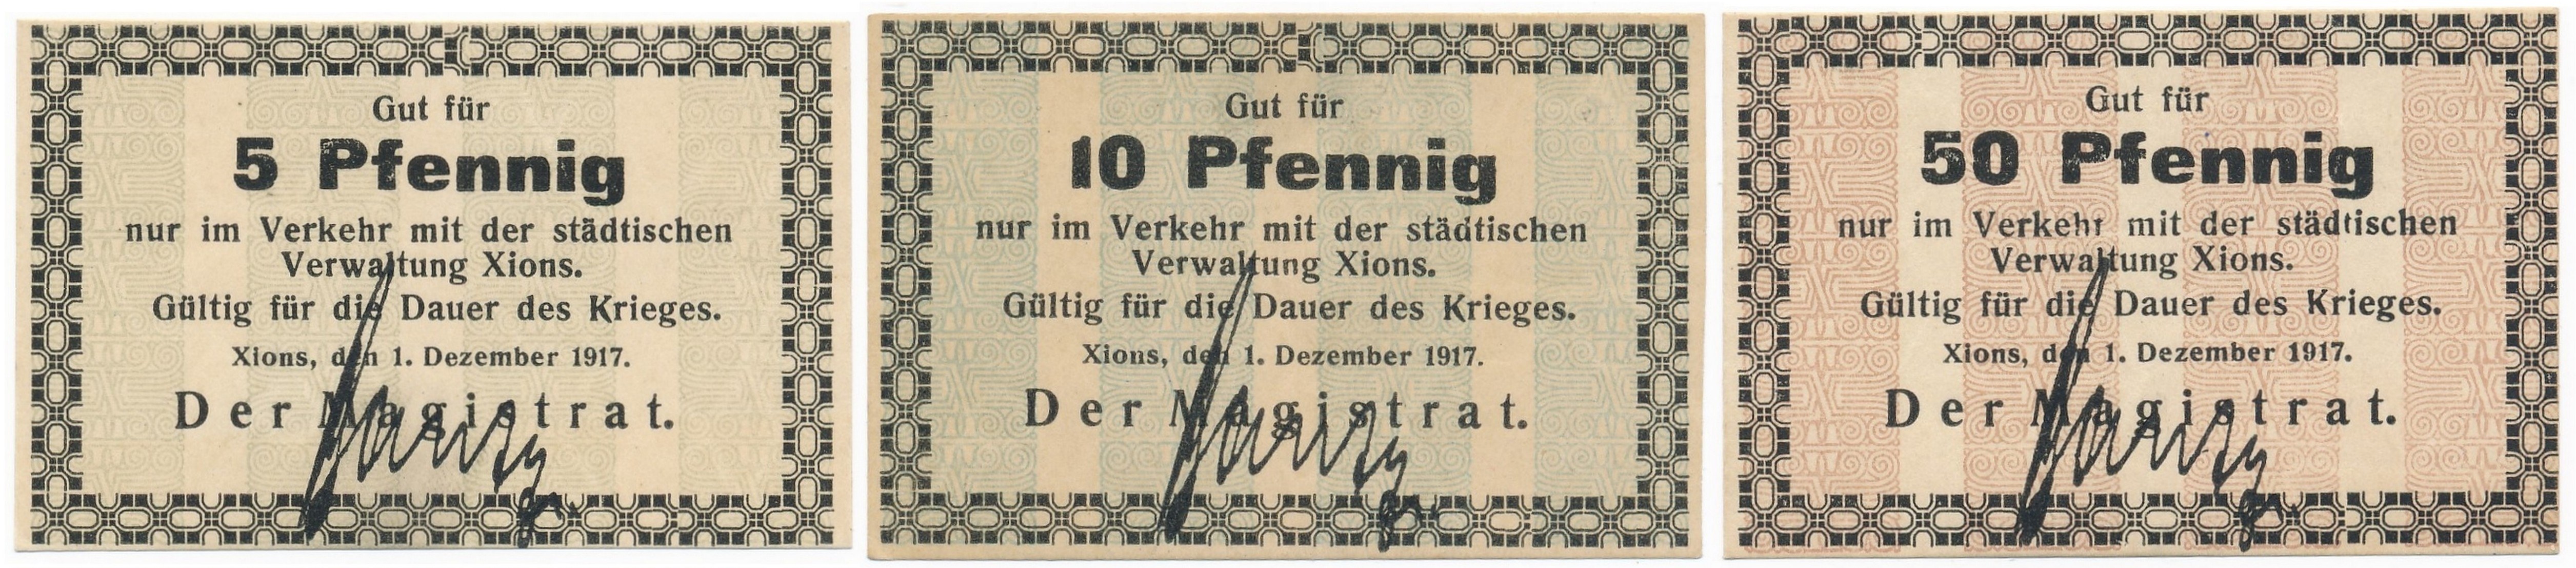 Gut für
5 Pfennig
nur im Verkehr mit der städtischen
Verwaltung Xions.
Gültig für die Dauer des Krieges.
Xions, den 1. Dezember 1917.
Der Magistrat.
Gut für
10 Pfennig
nur im Verkehr mit der städtischen
Verwaltung Xions.
Gültig für die Dauer des Krieges.
Xions, den 1. Dezember 1917.
Der Magistrat.
Gut für
50 Pfennig
nur im Verkehr mit der städtischen
Verwaltung Xions.
Gültig für die Dauer des Krieges.
Xions, den 1. Dezember 1917.
Der Magistrat.